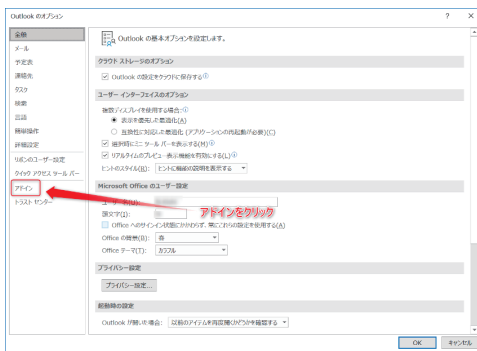 Outlook のオプション
?
×
全般
メール
予定表
連絡先
タスク
検索
言語
簡単操作
詳細設定
リボンのユーザー設定
クイック アクセス ツール バー
アドイン
トラスト センター
Outlook の基本オプションを設定します。
クラウド ストレージのオプション
Outlook の設定をクラウドに保存する
ユーザー インターフェイスのオプション
複数ディスプレイを使用する場合:
表示を優先した最適化(A)
互換性に対応した最適化 (アプリケーションの再起動が必要)(C)
選択時にミニ ツール バーを表示する(M)
リアルタイムのプレビュー表示機能を有効にする(L)
ヒントのスタイル(R): ヒントに機能の説明を表示する
Microsoft Office のユーザー設定
頭文字(I):
アドインをクリック
Office へのサインイン状態にかかわらず、常にこれらの設定を使用する(A)
Office の背景(B): 春
Office テーマ(T): カラフル
プライバシー設定
プライバシー設定...
起動時の設定
Outlook が開いた場合: 以前のアイテムを再度開くかどうかを確認する
OK
キャンセル